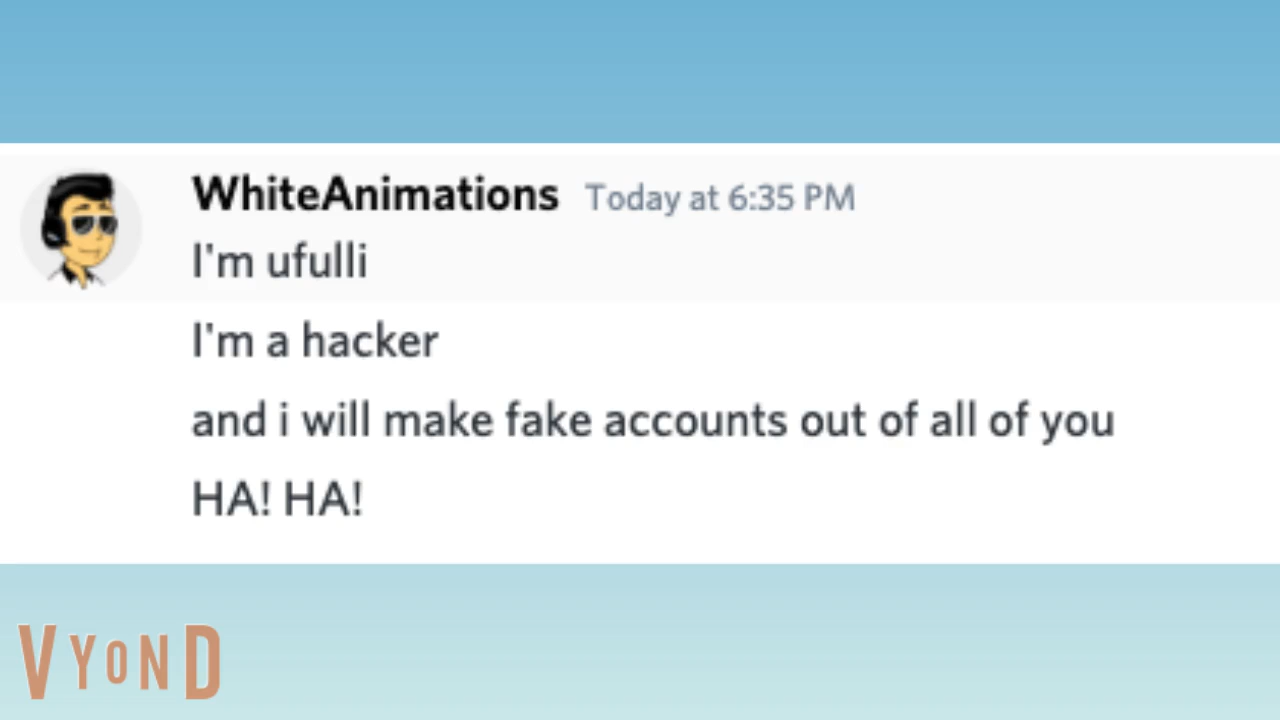 WhiteAnimations Today at 6:35 PM
I'm ufulli
I'm a hacker
and i will make fake accounts out of all of you
HA! HA!
VYOND